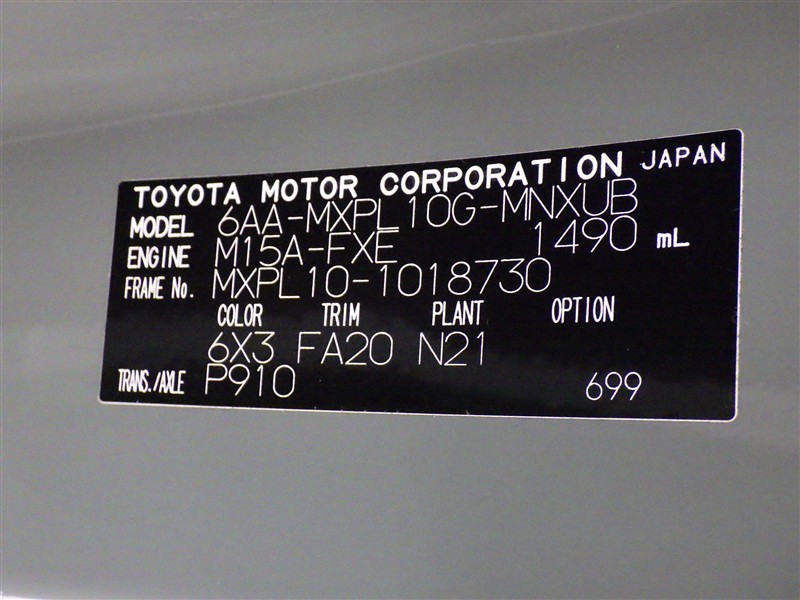 TOYOTA MOTOR CORPORATION JAPAN
MODEL 6AA-MXPL10G-MNXUB
ENGINE M15A-FXE 1490 mL
FRAME No. MXPL10-1018730
COLOR TRIM PLANT OPTION
6X3 FA20 N21
TRANS./AXLE P910 699